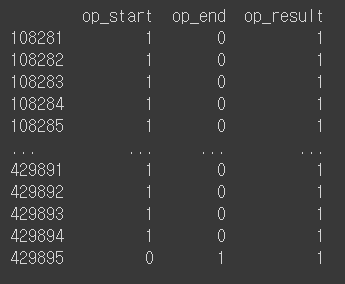 op_start op_end op_result
108281 1 0 1
108282 1 0 1
108283 1 0 1
108284 1 0 1
108285 1 0 1
... ... ... ...
429891 1 0 1
429892 1 0 1
429893 1 0 1
429894 1 0 1
429895 0 1 1